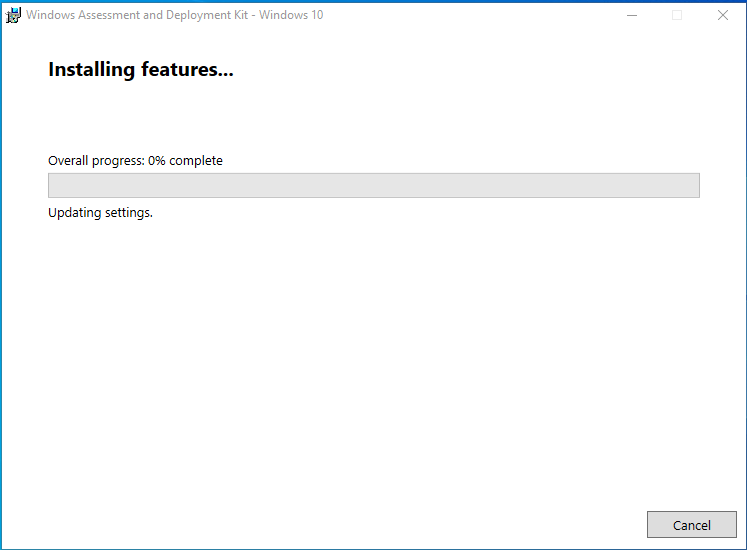 Windows Assessment and Deployment Kit - Windows 10
Installing features...
Overall progress: 0% complete
Updating settings.
Cancel